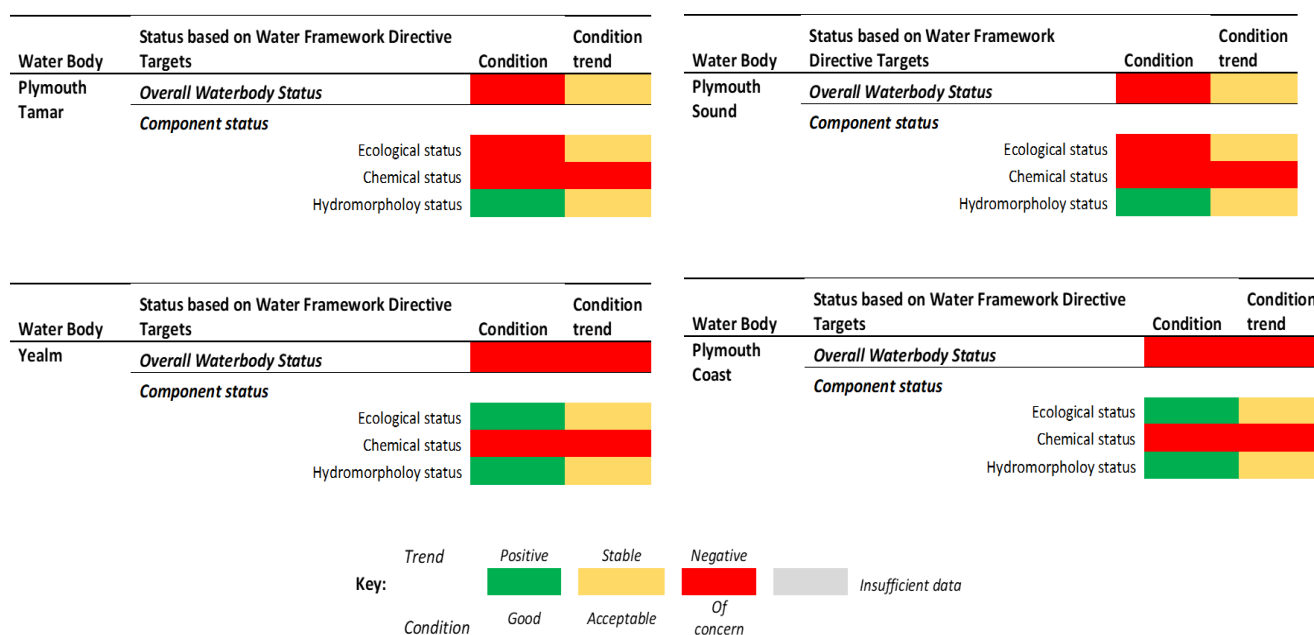 Water Body Status based on Water Framework Directive Targets Condition Condition trend
Plymouth Tamar Overall Waterbody Status
Component status
Ecological status
Chemical status
Hydromorpholoy status
Water Body Status based on Water Framework Directive Targets Condition Condition trend
Plymouth Sound Overall Waterbody Status
Component status
Ecological status
Chemical status
Hydromorpholoy status
Water Body Status based on Water Framework Directive Targets Condition Condition trend
Yealm Overall Waterbody Status
Component status
Ecological status
Chemical status
Hydromorpholoy status
Water Body Status based on Water Framework Directive Targets Condition Condition trend
Plymouth Coast Overall Waterbody Status
Component status
Ecological status
Chemical status
Hydromorpholoy status
Trend Positive Stable Negative
Key: Insufficient data
Condition Good Acceptable Of concern